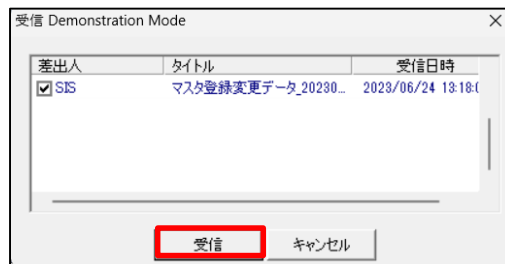 受信 Demonstration Mode
差出人 タイトル 受信日時
SIS マスタ登録変更データ_20230... 2023/06/24 13:18:0
受信 キャンセル